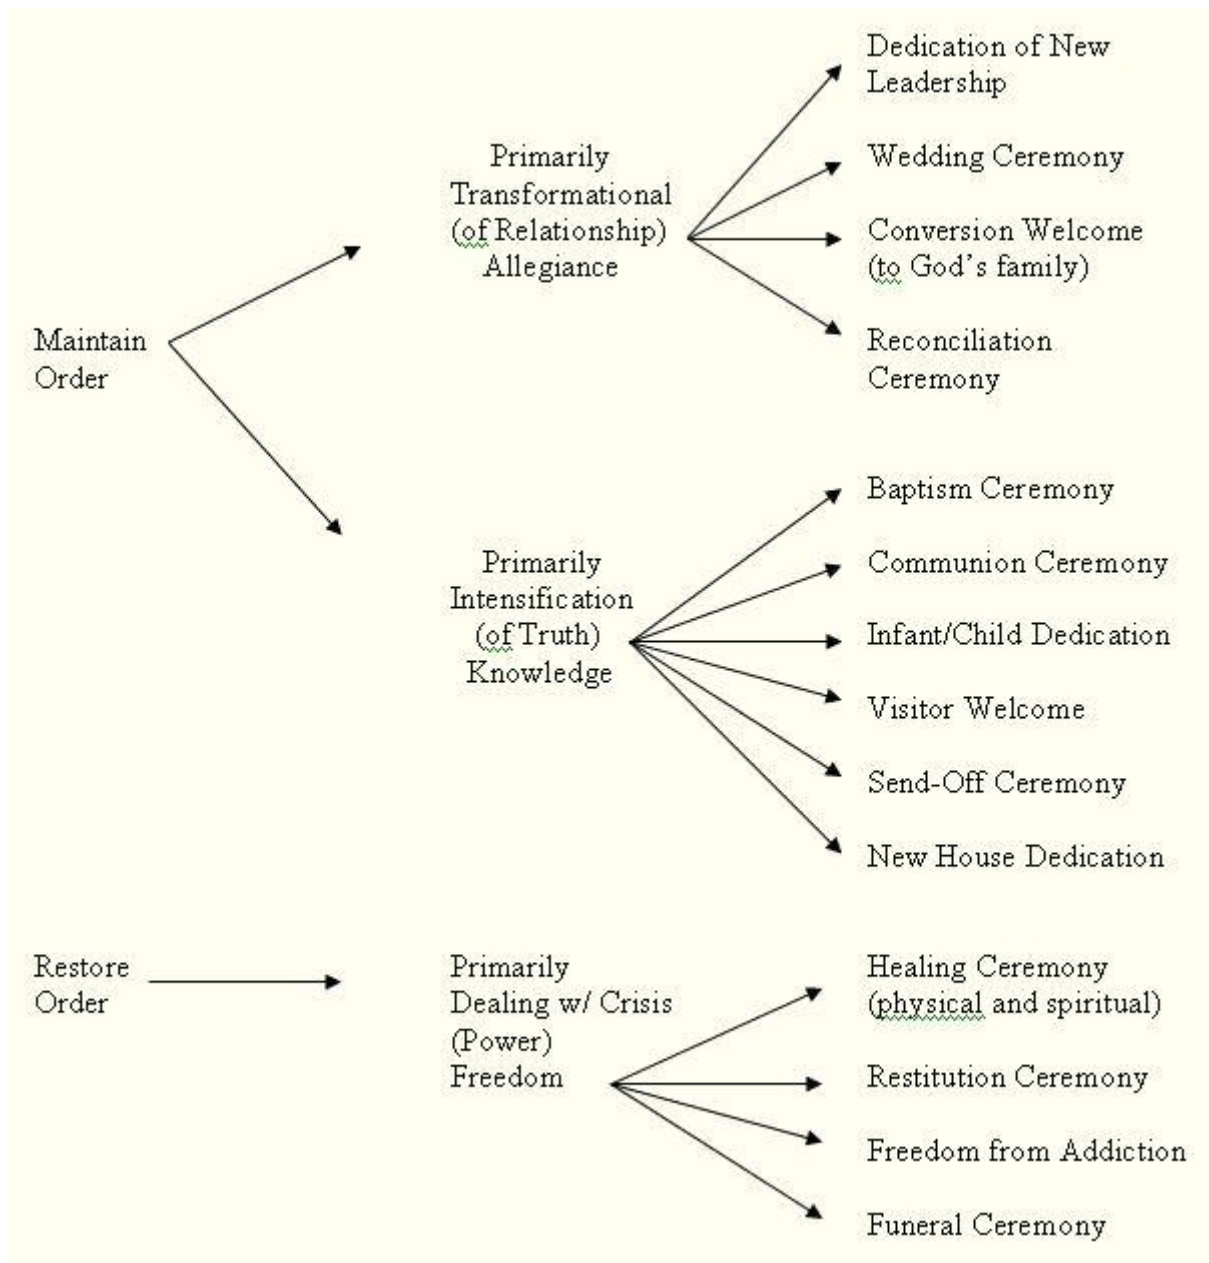 Maintain
Order
Primarily
Transformational
(of Relationship)
Allegiance
Dedication of New
Leadership
Wedding Ceremony
Conversion Welcome
(to God's family)
Reconciliation
Ceremony
Primarily
Intensification
(of Truth)
Knowledge
Baptism Ceremony
Communion Ceremony
Infant/Child Dedication
Visitor Welcome
Send-Off Ceremony
New House Dedication
Restore
Order
Primarily
Dealing w/ Crisis
(Power)
Freedom
Healing Ceremony
(physical and spiritual)
Restitution Ceremony
Freedom from Addiction
Funeral Ceremony